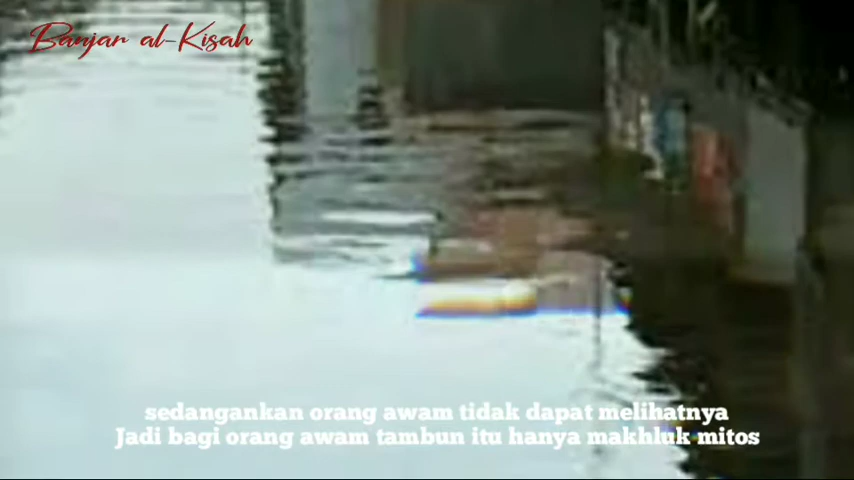 Banjar al-Kisah
sedangankan orang awam tidak dapat melihatnya
Jadi bagi orang awam tambun itu hanya makhluk mitos